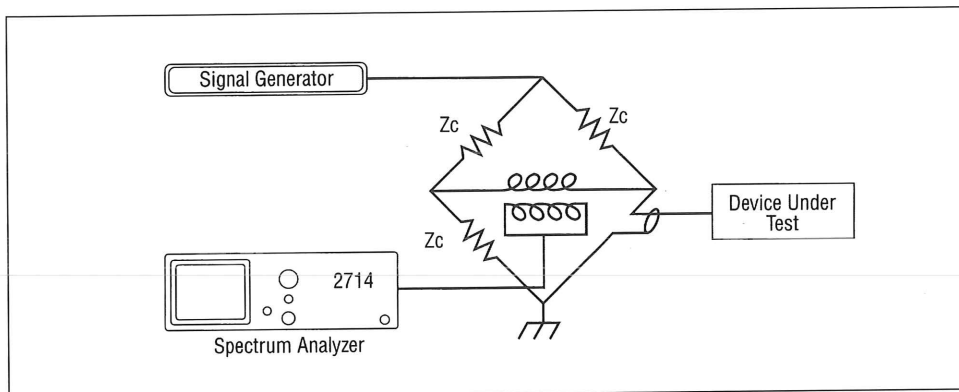 Signal Generator
Zc
Zc
Zc
Device Under
Test
2714
Spectrum Analyzer